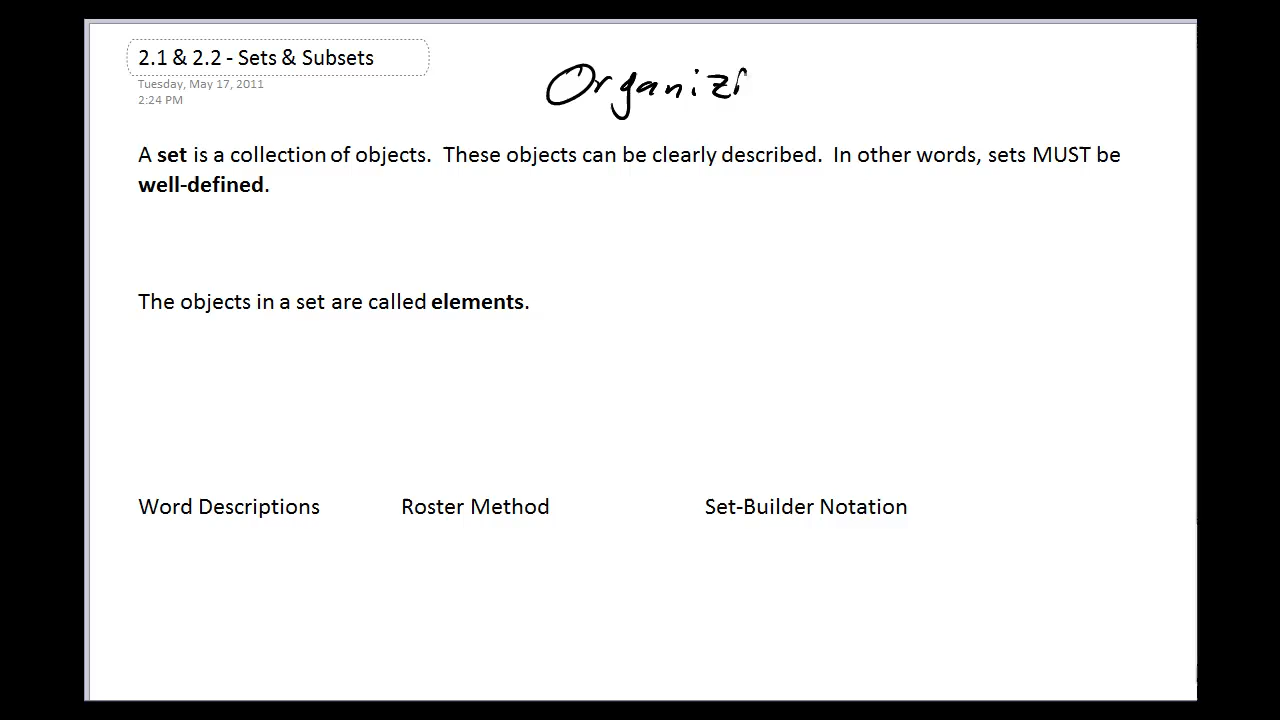 2.1 & 2.2 - Sets & Subsets
Tuesday, May 17, 2011
2:24 PM
A set is a collection of objects. These objects can be clearly described. In other words, sets MUST be
well-defined.
The objects in a set are called elements.
Word Descriptions Roster Method Set-Builder Notation